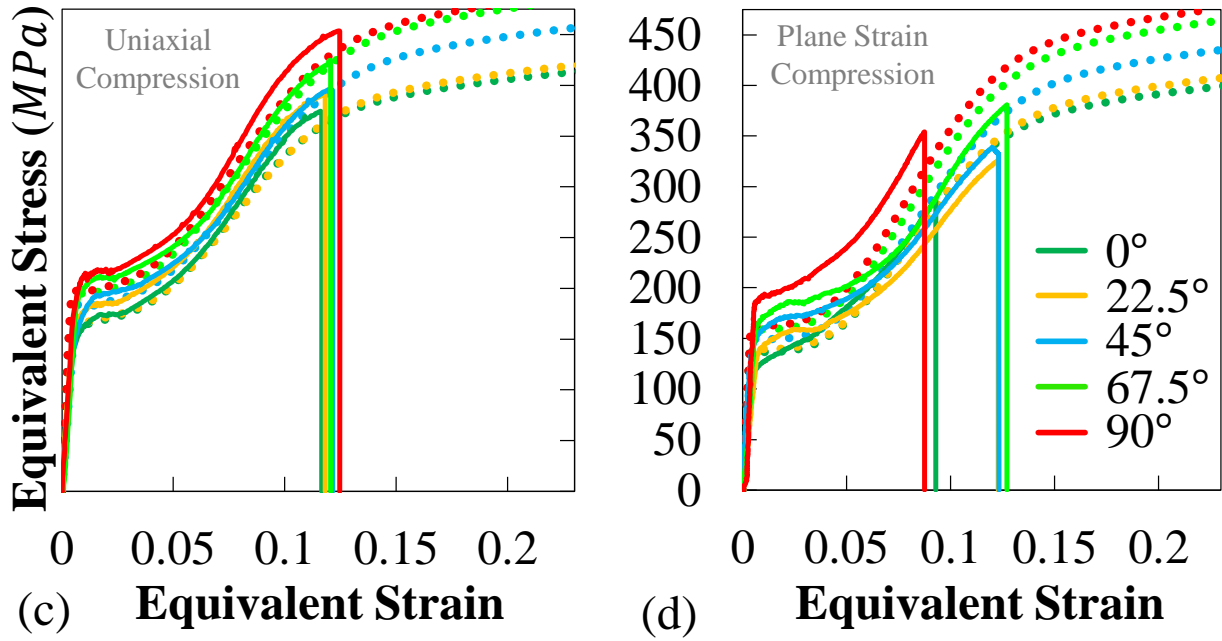 Uniaxial
Compression
Equivalent Stress (MPa)
0 0.05 0.1 0.15 0.2
(c) Equivalent Strain
Plane Strain
Compression
450
400
350
300
250
200
150
100
50
0
0°
22.5°
45°
67.5°
90°
0 0.05 0.1 0.15 0.2
(d) Equivalent Strain